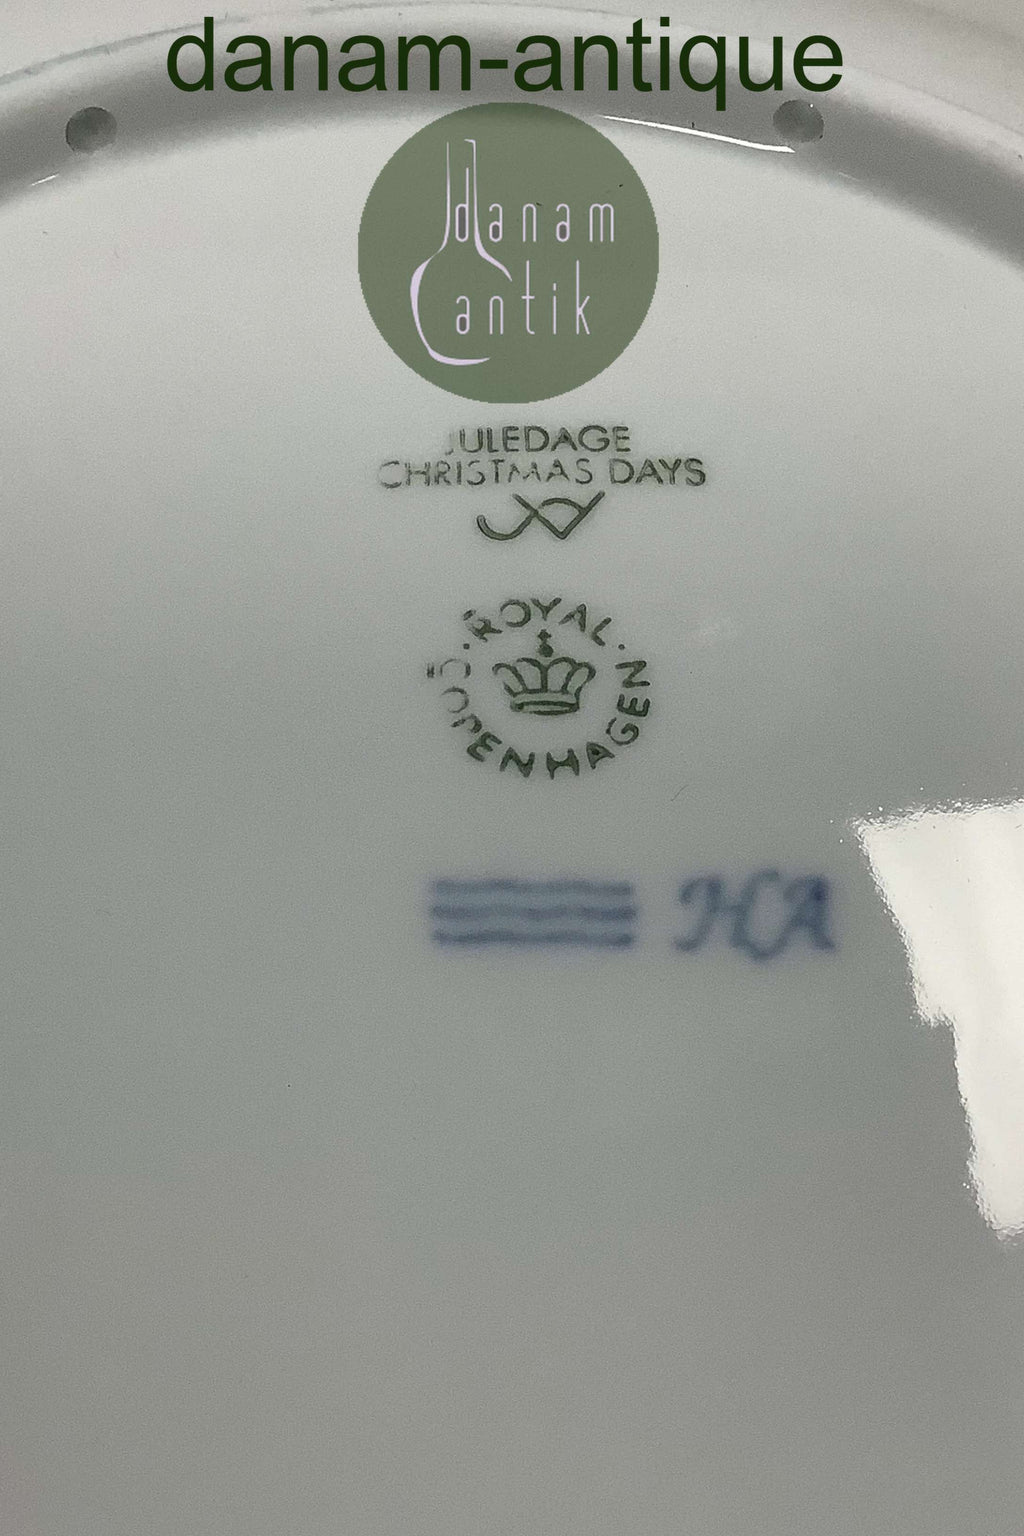 danam-antique
danam
antik
JULEDAGE
CHRISTMAS DAYS
ROYAL
COPENHAGEN
HA